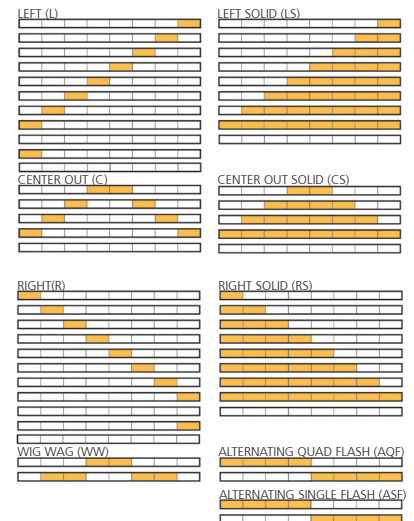 LEFT (L)
LEFT SOLID (LS)
CENTER OUT (C)
CENTER OUT SOLID (CS)
RIGHT(R)
RIGHT SOLID (RS)
WIG WAG (WW)
ALTERNATING QUAD FLASH (AQF)
ALTERNATING SINGLE FLASH (ASF)